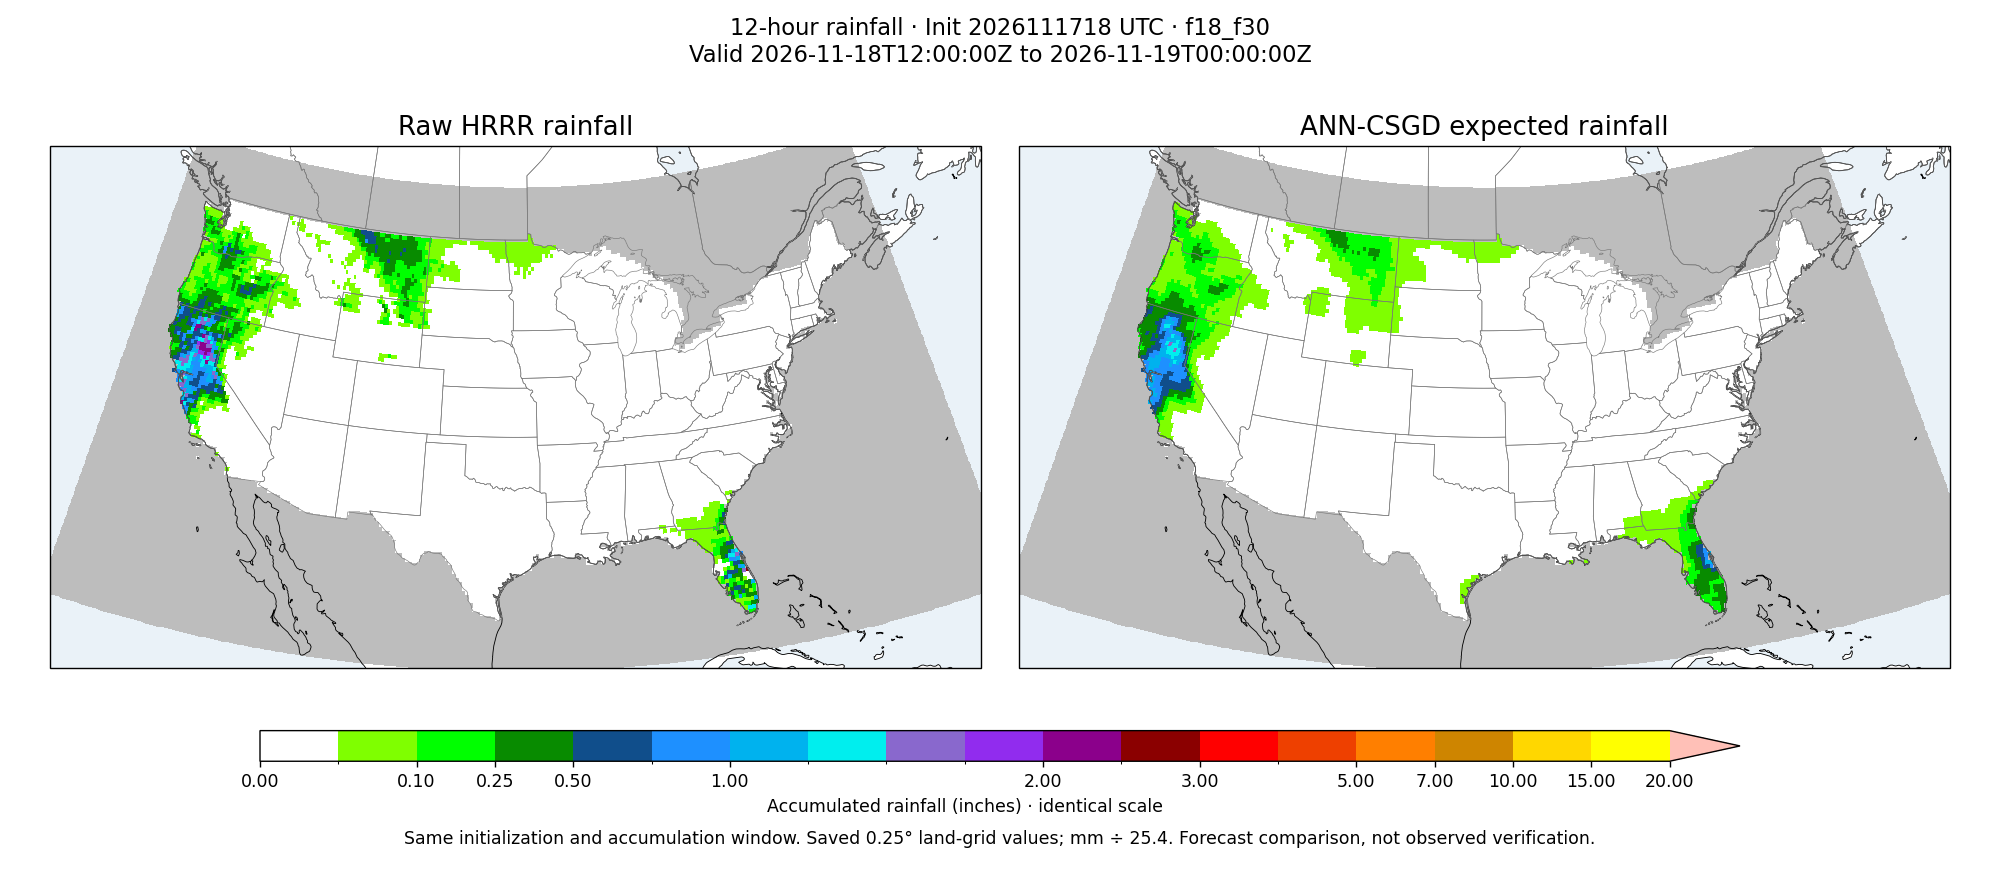 12-hour rainfall · Init 2026111718 UTC · f18_f30
Valid 2026-11-18T12:00:00Z to 2026-11-19T00:00:00Z
Raw HRRR rainfall
ANN-CSGD expected rainfall
0.00 0.10 0.25 0.50 1.00 2.00 3.00 5.00 7.00 10.00 15.00 20.00
Accumulated rainfall (inches) · identical scale
Same initialization and accumulation window. Saved 0.25° land-grid values; mm ÷ 25.4. Forecast comparison, not observed verification.